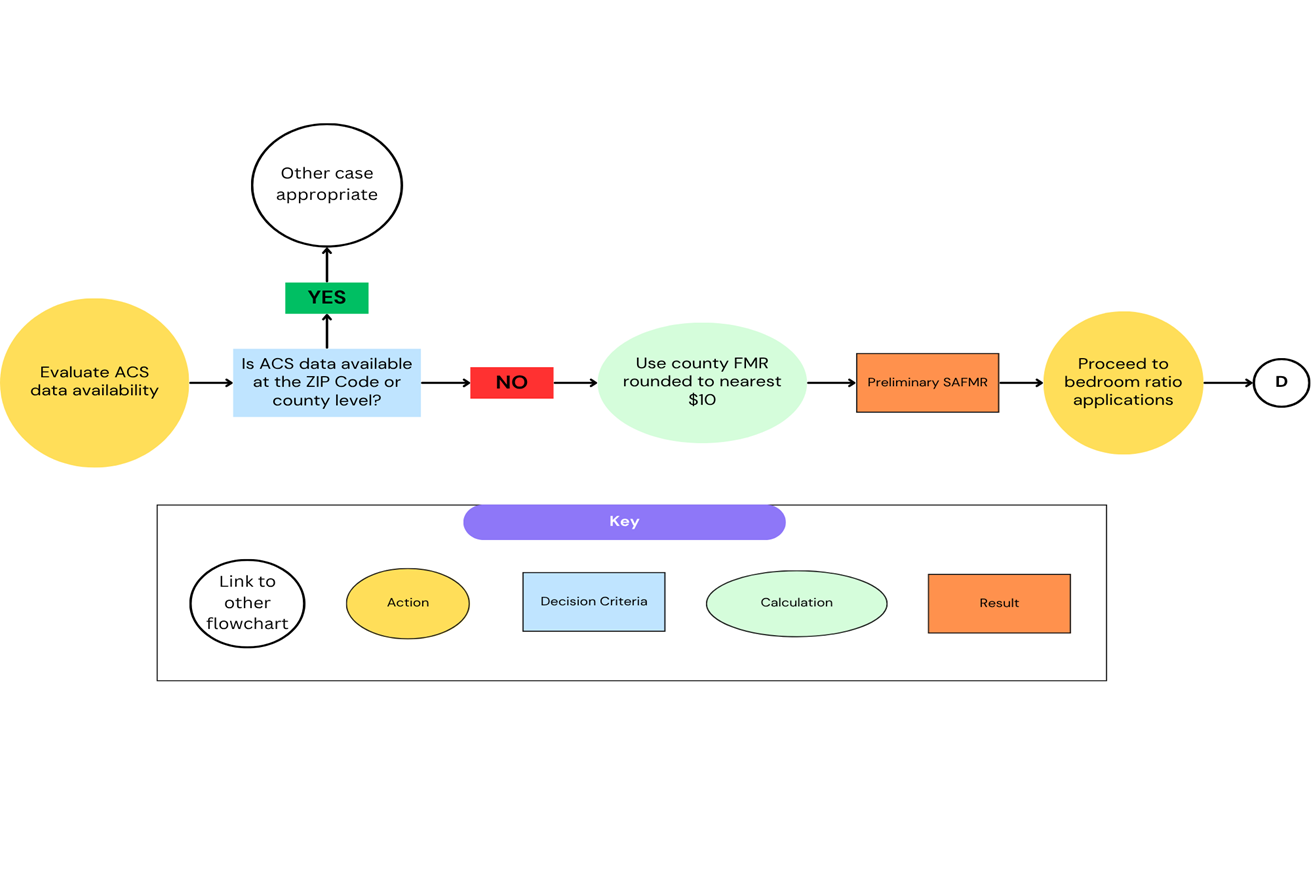 Other case
appropriate
YES
Evaluate ACS
data availability
Is ACS data available
at the ZIP Code or
county level?
NO
Use county FMR
rounded to nearest
$10
Preliminary SAFMR
Proceed to
bedroom ratio
applications
D
Key
Link to
other
flowchart
Action
Decision Criteria
Calculation
Result